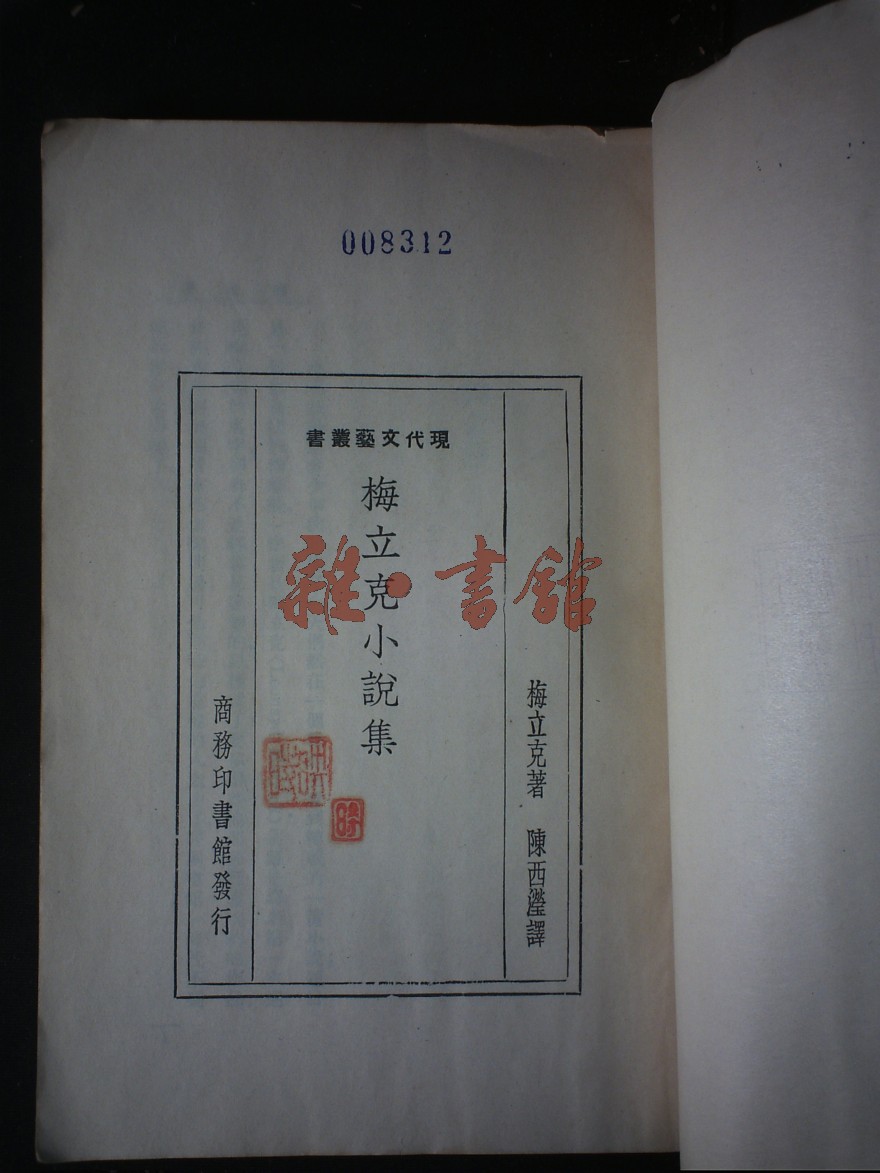 008312
現代文藝叢書
梅立克著 陳西瀅譯
梅立克小說集
商務印書館發行
雜・書館